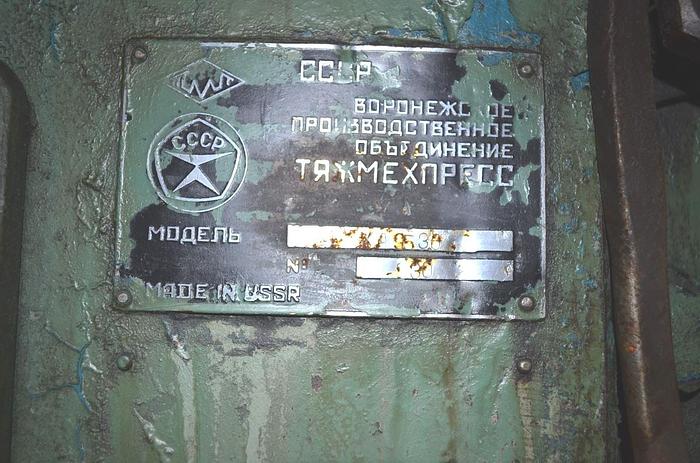 СССР
ВОРОНЕЖСКОЕ
ПРОИЗВОДСТВЕННОЕ
ОБЪЕДИНЕНИЕ
ТЯЖМЕХПРЕСС
СССР
МОДЕЛЬ
№
MADE IN USSR